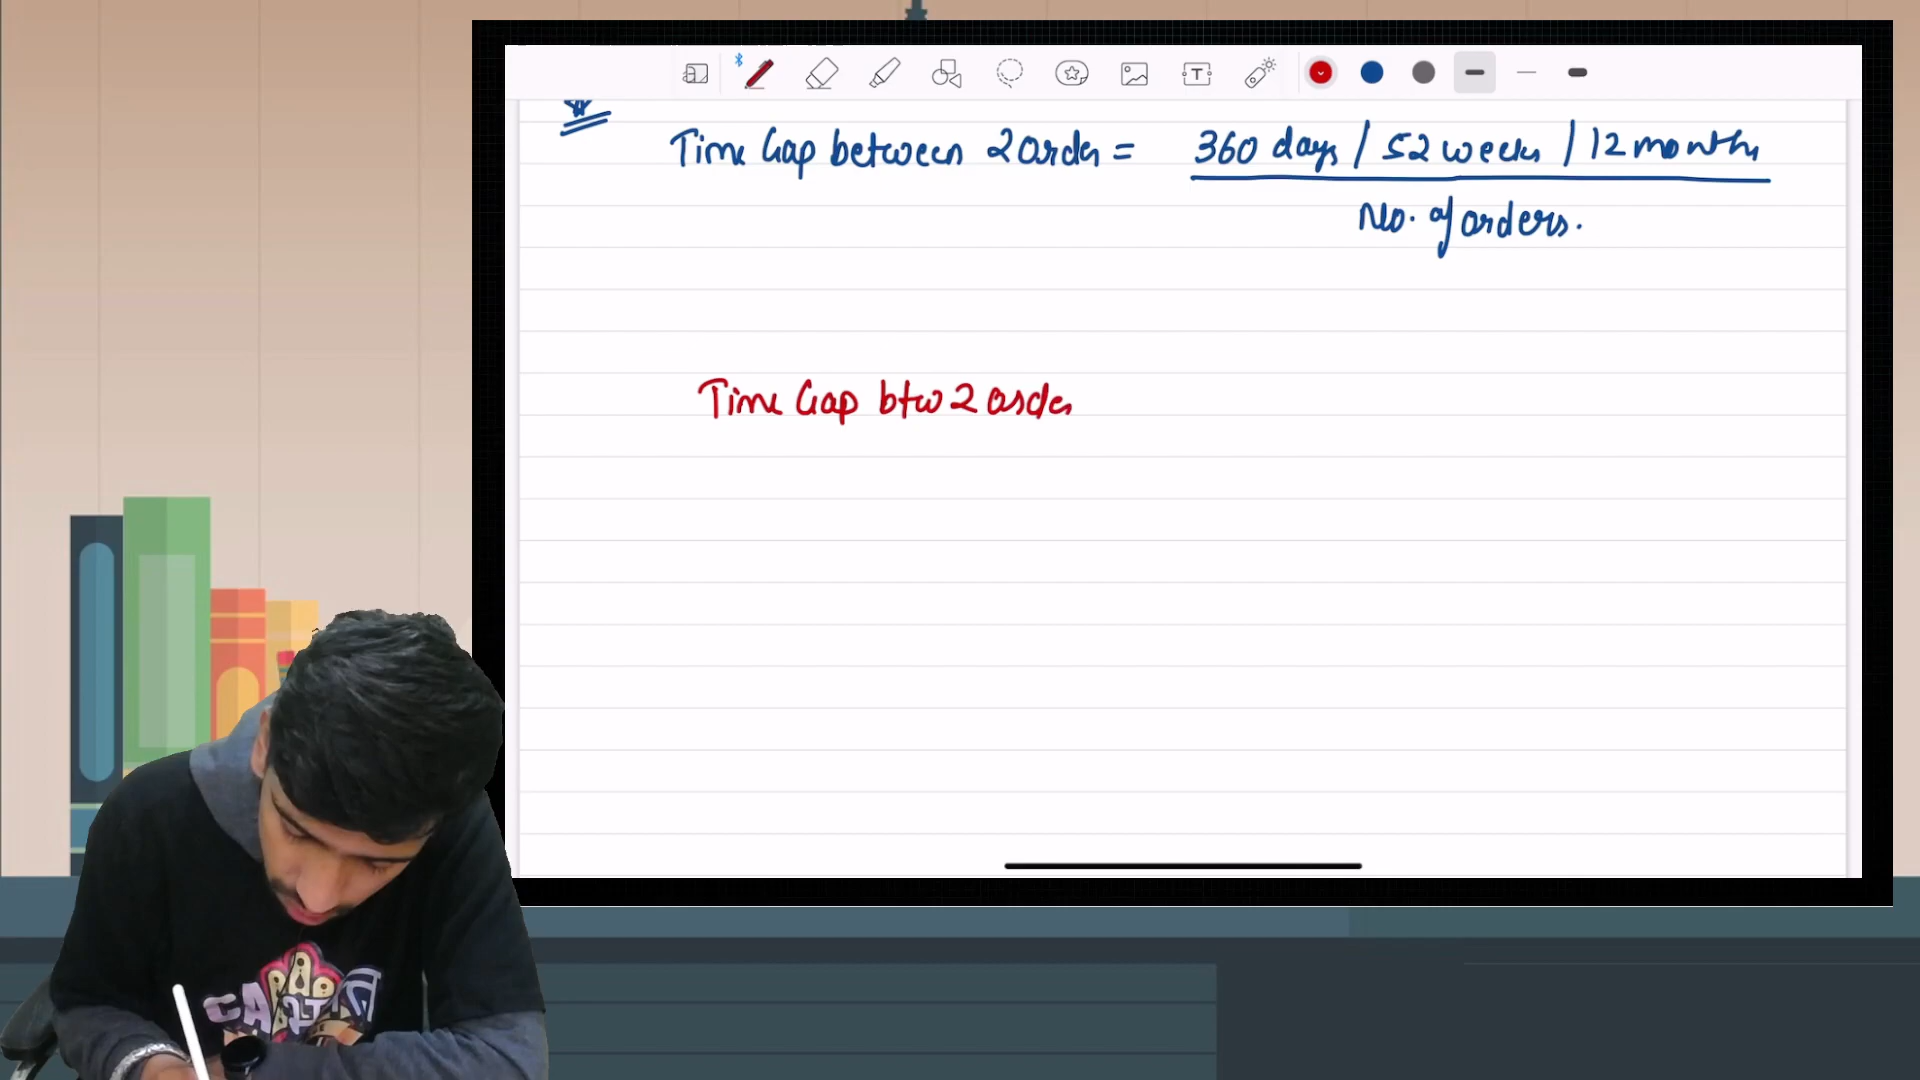 Time Gap between 2 order = 360 days / 52 weeks / 12 months
No. of orders.
Time Gap btw 2 order